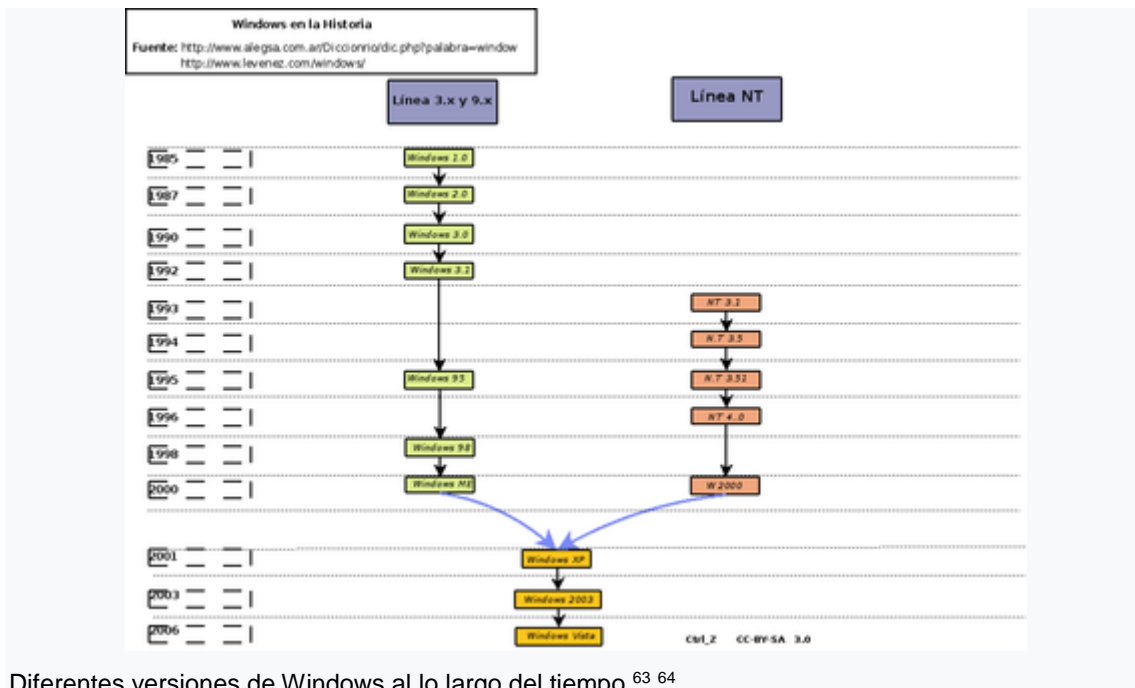 Windows en la Historia
Fuente: http://www.alegsa.com.ar/Diccionrio/dic.php?palabra=window
http://www.levenez.com/windows/
Línea 3.x y 9.x
Línea NT
1985
Windows 1.0
1987
Windows 2.0
1990
Windows 3.0
1992
Windows 3.1
1993
NT 3.1
1994
N.T 3.5
1995
Windows 95
N.T 3.51
1996
NT 4..0
1998
Windows 98
2000
Windows ME
W 2000
2001
Windows XP
2003
Windows 2003
2006
Windows Vista
Ctrl_Z CC-BY-SA 3.0
Diferentes versiones de Windows al lo largo del tiempo. 63 64